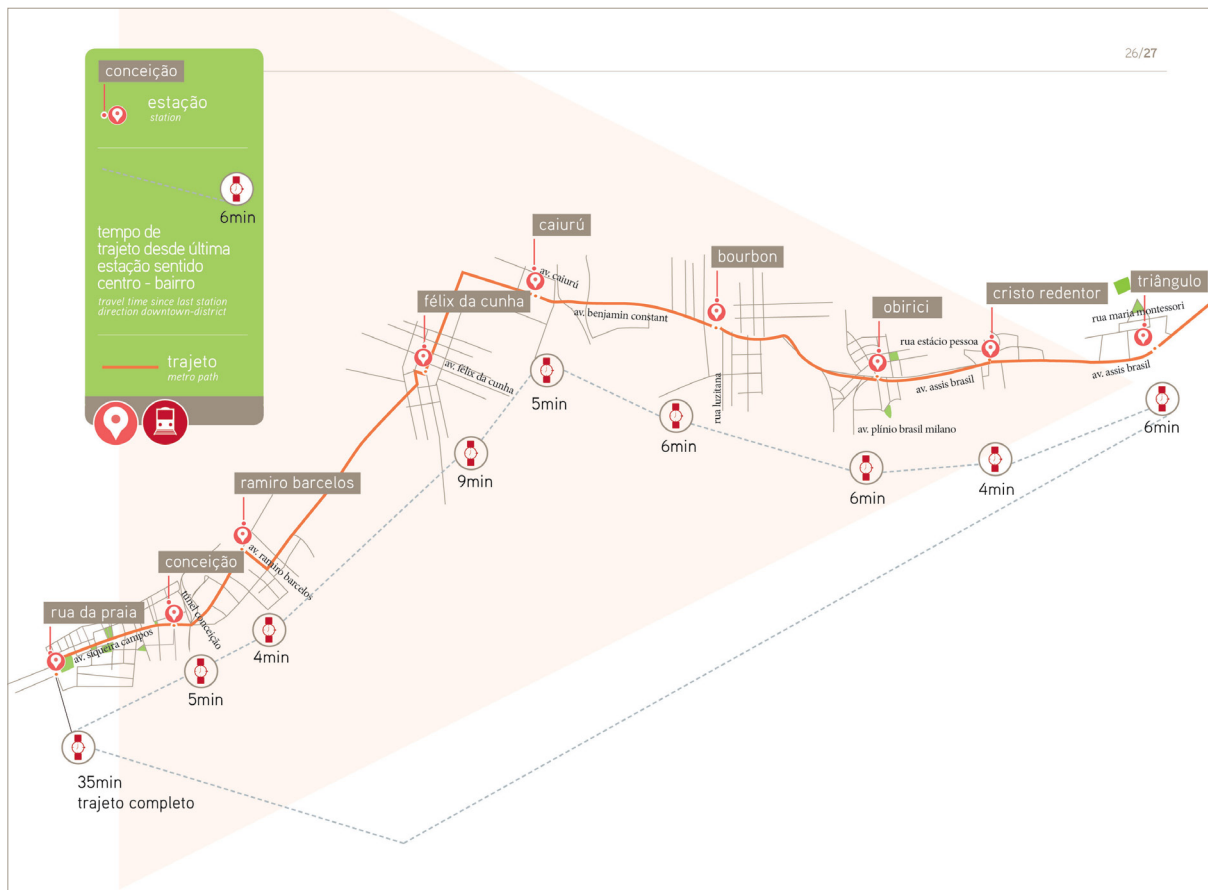 26/27
conceição
estação
station
6min
tempo de
trajeto desde última
estação sentido
centro - bairro
travel time since last station
direction downtown-district
trajeto
metro path
caiurú
av. caiurú
bourbon
félix da cunha
av. benjamin constant
av. félix da cunha
obirici
cristo redentor
triângulo
rua maria montessori
rua estácio pessoa
av. assis brasil
av. assis brasil
rua luzitana
av. plínio brasil milano
5min
6min
6min
9min
6min
4min
ramiro barcelos
av. ramiro barcelos
conceição
túnel conceição
rua da praia
av. siqueira campos
4min
5min
35min
trajeto completo